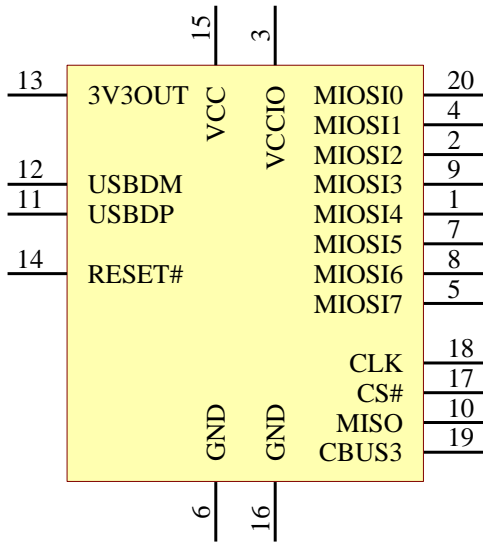 15 3
13 3V3OUT VCC VCCIO MIOSI0 20
MIOSI1 4
MIOSI2 2
12 USBDM MIOSI3 9
11 USBDP MIOSI4 1
MIOSI5 7
14 RESET# MIOSI6 8
MIOSI7 5
CLK 18
CS# 17
GND GND MISO 10
CBUS3 19
6 16